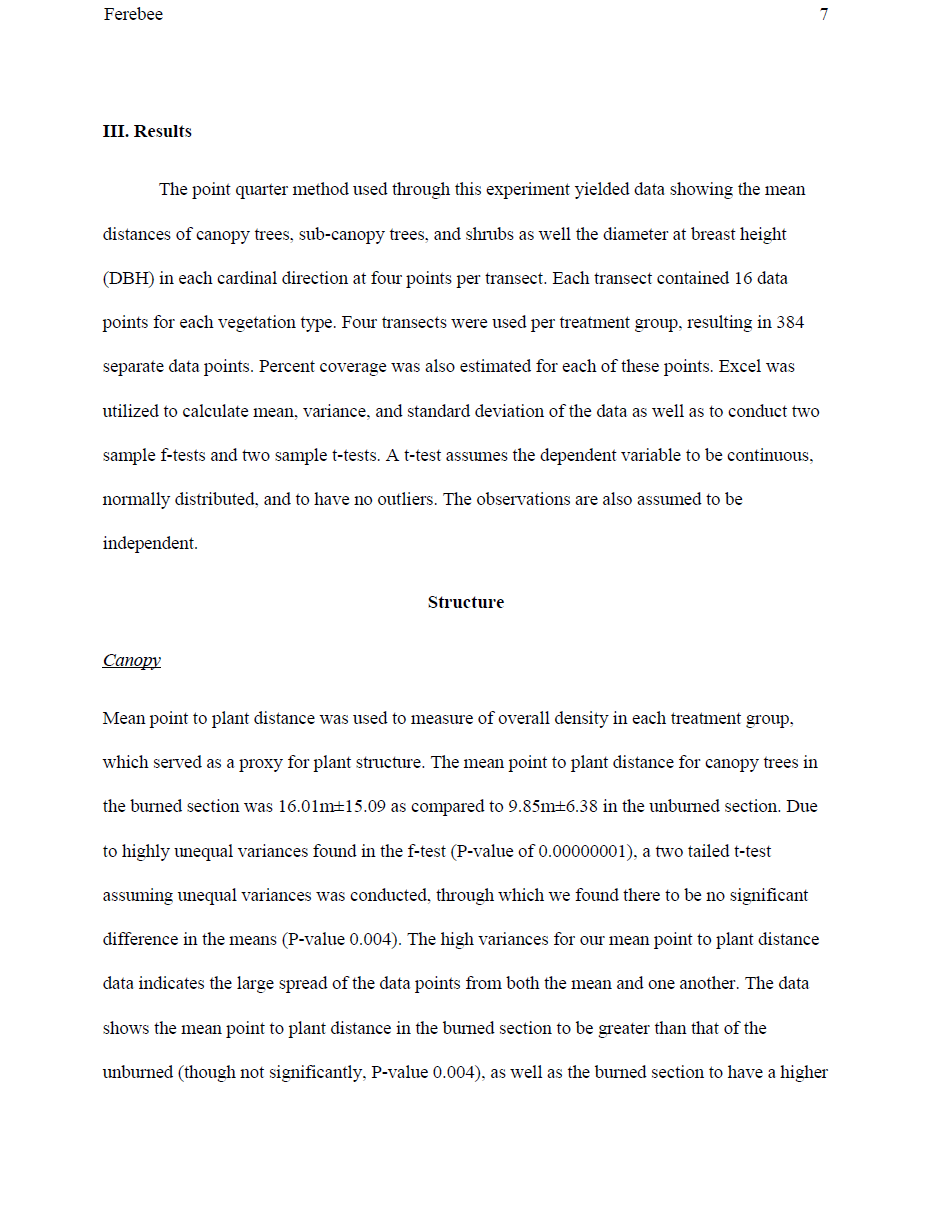 Ferebee 7
III. Results
The point quarter method used through this experiment yielded data showing the mean
distances of canopy trees, sub-canopy trees, and shrubs as well the diameter at breast height
(DBH) in each cardinal direction at four points per transect. Each transect contained 16 data
points for each vegetation type. Four transects were used per treatment group, resulting in 384
separate data points. Percent coverage was also estimated for each of these points. Excel was
utilized to calculate mean, variance, and standard deviation of the data as well as to conduct two
sample f-tests and two sample t-tests. A t-test assumes the dependent variable to be continuous,
normally distributed, and to have no outliers. The observations are also assumed to be
independent.
Structure
Canopy
Mean point to plant distance was used to measure of overall density in each treatment group,
which served as a proxy for plant structure. The mean point to plant distance for canopy trees in
the burned section was 16.01m±15.09 as compared to 9.85m±6.38 in the unburned section. Due
to highly unequal variances found in the f-test (P-value of 0.00000001), a two tailed t-test
assuming unequal variances was conducted, through which we found there to be no significant
difference in the means (P-value 0.004). The high variances for our mean point to plant distance
data indicates the large spread of the data points from both the mean and one another. The data
shows the mean point to plant distance in the burned section to be greater than that of the
unburned (though not significantly, P-value 0.004), as well as the burned section to have a higher